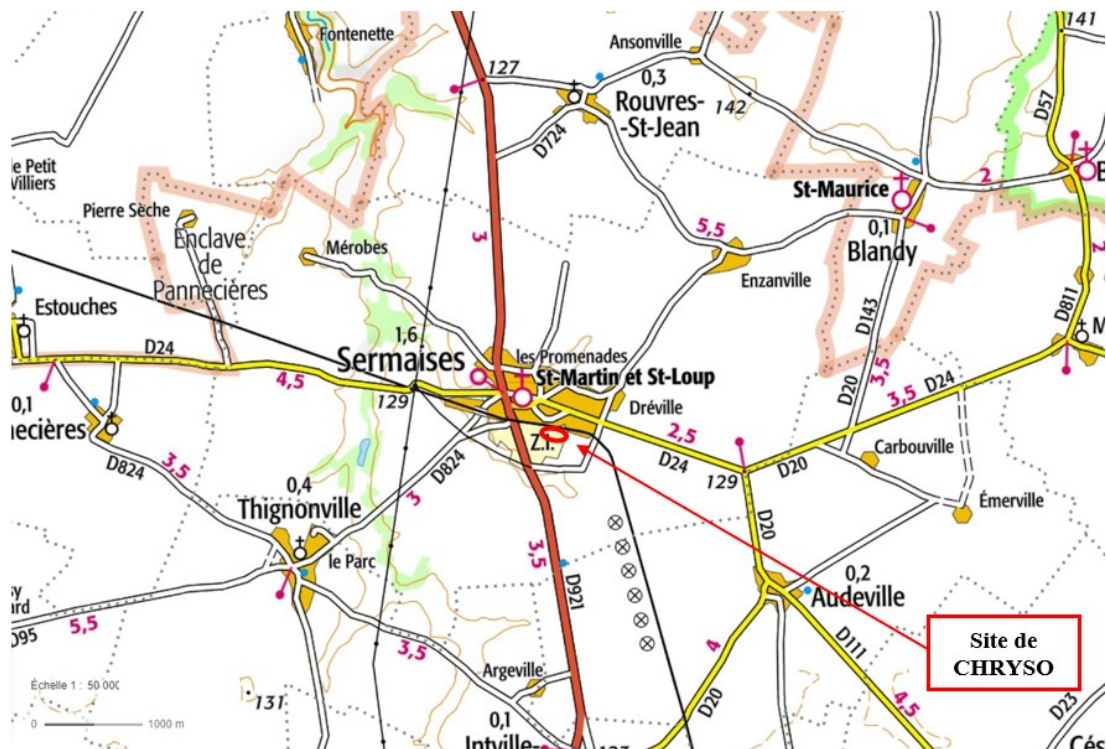 Fontenette
Ansonville
141
127
0,3
Rouvres-
-St-Jean
142
D57
D724
le Petit
Villiers
St-Maurice
2
B
Pierre Sèche
3
5,5
0,1
Blandy
Enclave
de
Pannecières
Mérobes
Enzanville
2
Estouches
D811
D143
M
1,6
Sermaises
les Promenades
D24
St-Martin et St-Loup
4,5
129
3,5
D20
D24
3,5
0,1
Dréville
necières
Z.I.
2,5
D24
Carbouville
D824
3,5
D824
3
129
D20
0,4
Thignonville
Émerville
D20
le Parc
3,5
D921
0,2
Audeville
D95
5,5
Site de
CHRYSO
3,5
D111
4
Argeville
Échelle 1 : 50 000
131
D20
4,5
0 1000 m
0,1
Intville-
D23
Cés